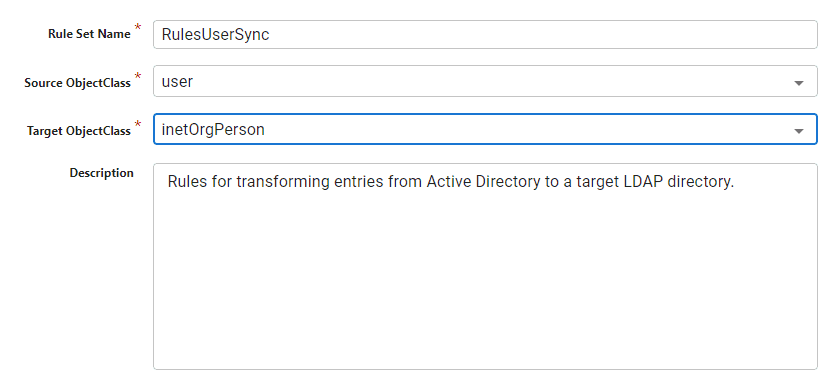 Rule Set Name * RulesUserSync
Source ObjectClass * user
Target ObjectClass * inetOrgPerson
Description Rules for transforming entries from Active Directory to a target LDAP directory.